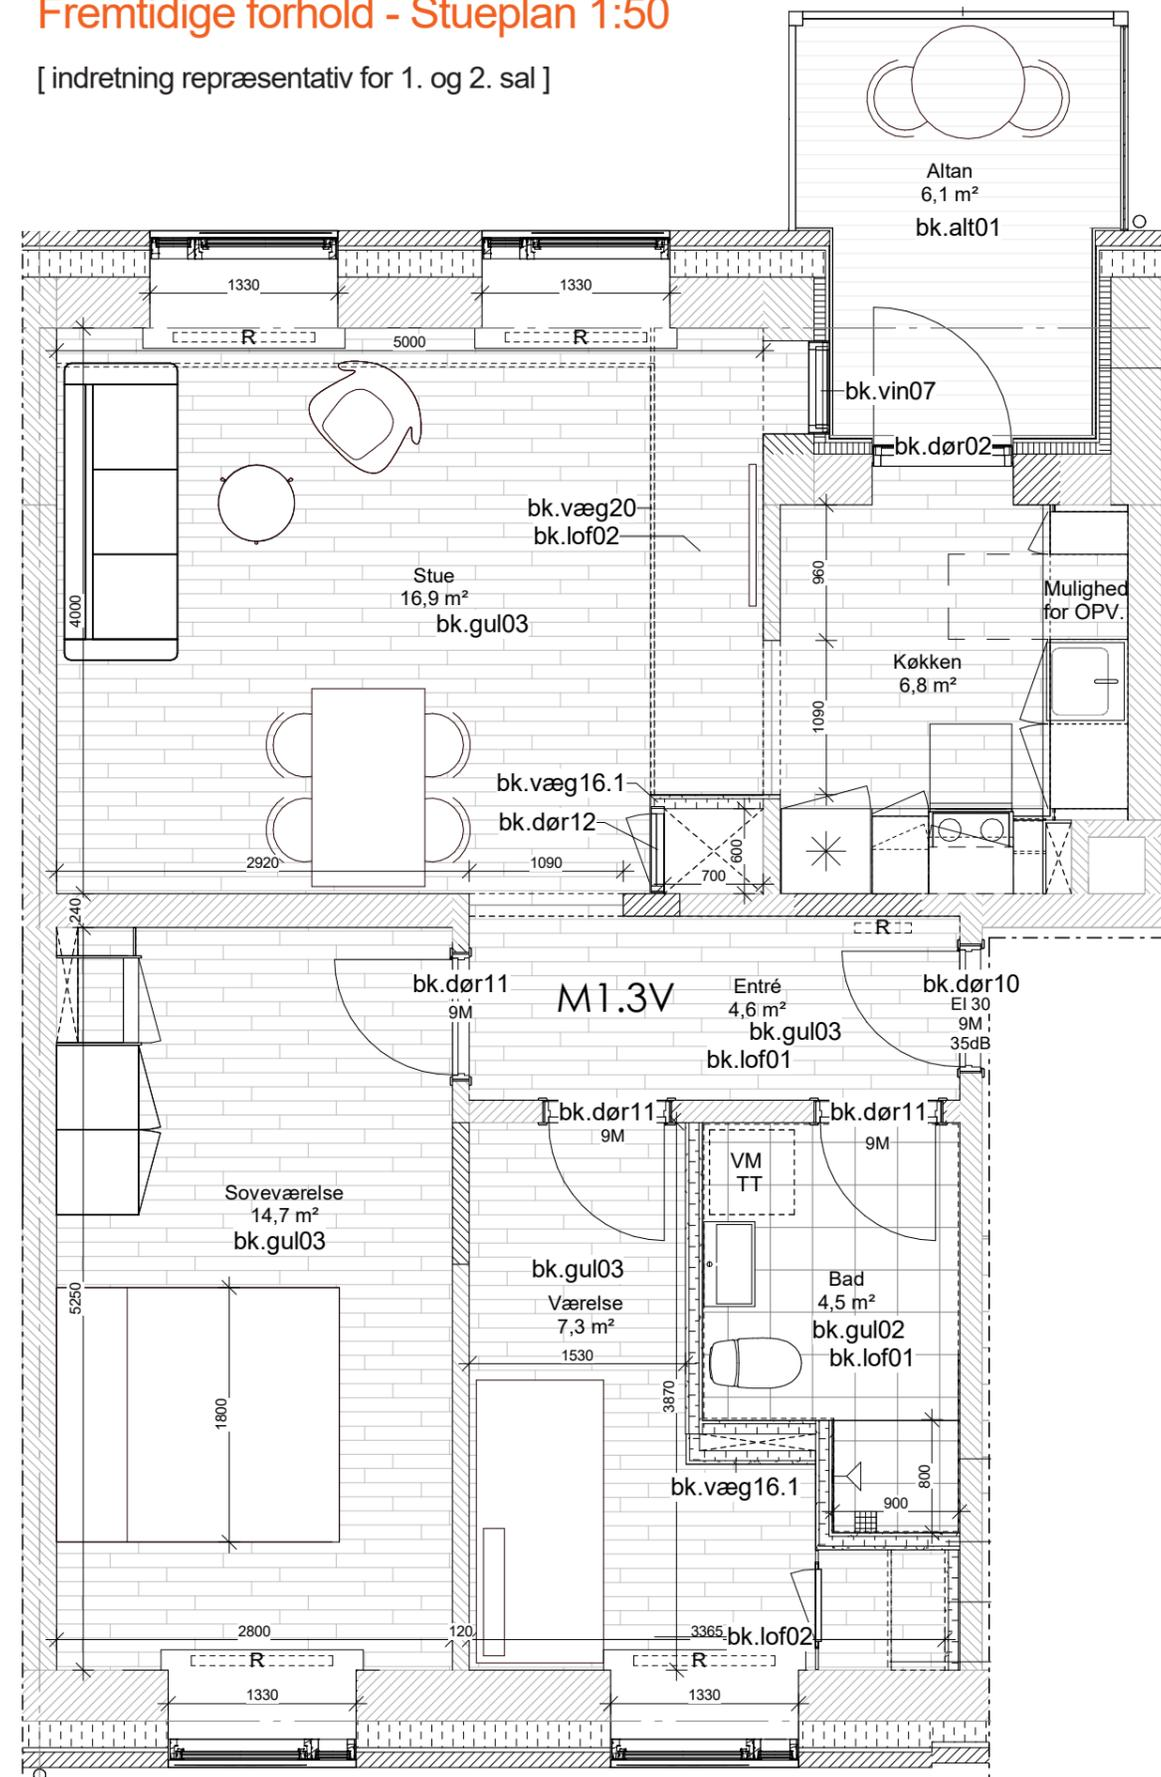 Fremtidige forhold - Stueplan 1:50
[ indretning repræsentativ for 1. og 2. sal ]
Altan
6,1 m²
bk.alt01
1330
1330
R
R
5000
bk.vin07
bk.dør02
bk.væg20
bk.lof02
960
Stue
16,9 m²
bk.gul03
4000
Mulighed
for OPV.
Køkken
6,8 m²
1090
bk.væg16.1
bk.dør12
2920
1090
600
700
240
R
bk.dør11
9M
M1.3V
Entré
4,6 m²
bk.gul03
bk.lof01
bk.dør10
EI 30
9M
35dB
bk.dør11
9M
bk.dør11
9M
VM
TT
Soveværelse
14,7 m²
bk.gul03
bk.gul03
Værelse
7,3 m²
Bad
4,5 m²
bk.gul02
bk.lof01
5250
1530
3870
1800
800
900
bk.væg16.1
2800
120
3365
bk.lof02
R
R
1330
1330